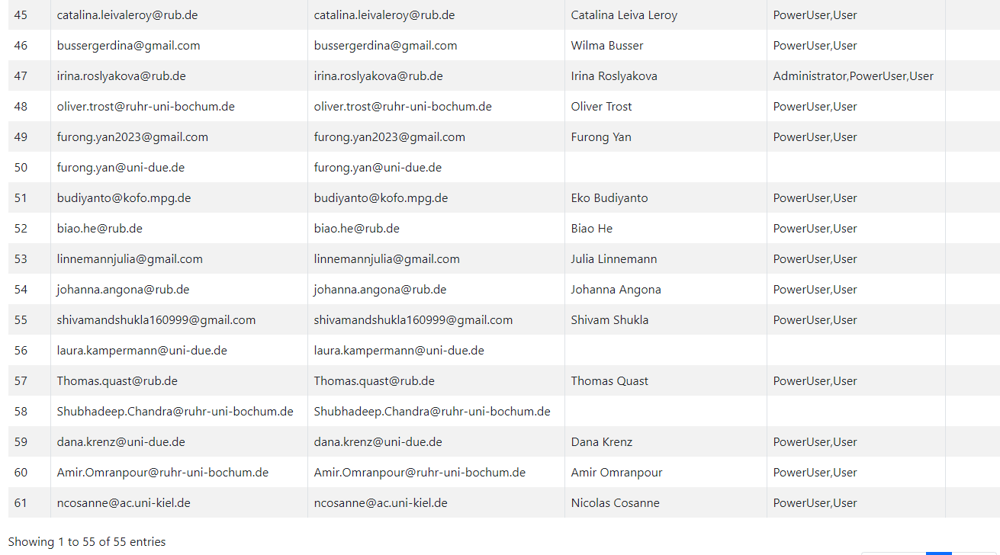 45 catalina.leivaleroy@rub.de catalina.leivaleroy@rub.de Catalina Leiva Leroy PowerUser,User
46 bussergerdina@gmail.com bussergerdina@gmail.com Wilma Busser PowerUser,User
47 irina.roslyakova@rub.de irina.roslyakova@rub.de Irina Roslyakova Administrator,PowerUser,User
48 oliver.trost@ruhr-uni-bochum.de oliver.trost@ruhr-uni-bochum.de Oliver Trost PowerUser,User
49 furong.yan2023@gmail.com furong.yan2023@gmail.com Furong Yan PowerUser,User
50 furong.yan@uni-due.de furong.yan@uni-due.de
51 budiyanto@kofo.mpg.de budiyanto@kofo.mpg.de Eko Budiyanto PowerUser,User
52 biao.he@rub.de biao.he@rub.de Biao He PowerUser,User
53 linnemannjulia@gmail.com linnemannjulia@gmail.com Julia Linnemann PowerUser,User
54 johanna.angona@rub.de johanna.angona@rub.de Johanna Angona PowerUser,User
55 shivamandshukla160999@gmail.com shivamandshukla160999@gmail.com Shivam Shukla PowerUser,User
56 laura.kampermann@uni-due.de laura.kampermann@uni-due.de
57 Thomas.quast@rub.de Thomas.quast@rub.de Thomas Quast PowerUser,User
58 Shubhadeep.Chandra@ruhr-uni-bochum.de Shubhadeep.Chandra@ruhr-uni-bochum.de
59 dana.krenz@uni-due.de dana.krenz@uni-due.de Dana Krenz PowerUser,User
60 Amir.Omranpour@ruhr-uni-bochum.de Amir.Omranpour@ruhr-uni-bochum.de Amir Omranpour PowerUser,User
61 ncosanne@ac.uni-kiel.de ncosanne@ac.uni-kiel.de Nicolas Cosanne PowerUser,User
Showing 1 to 55 of 55 entries